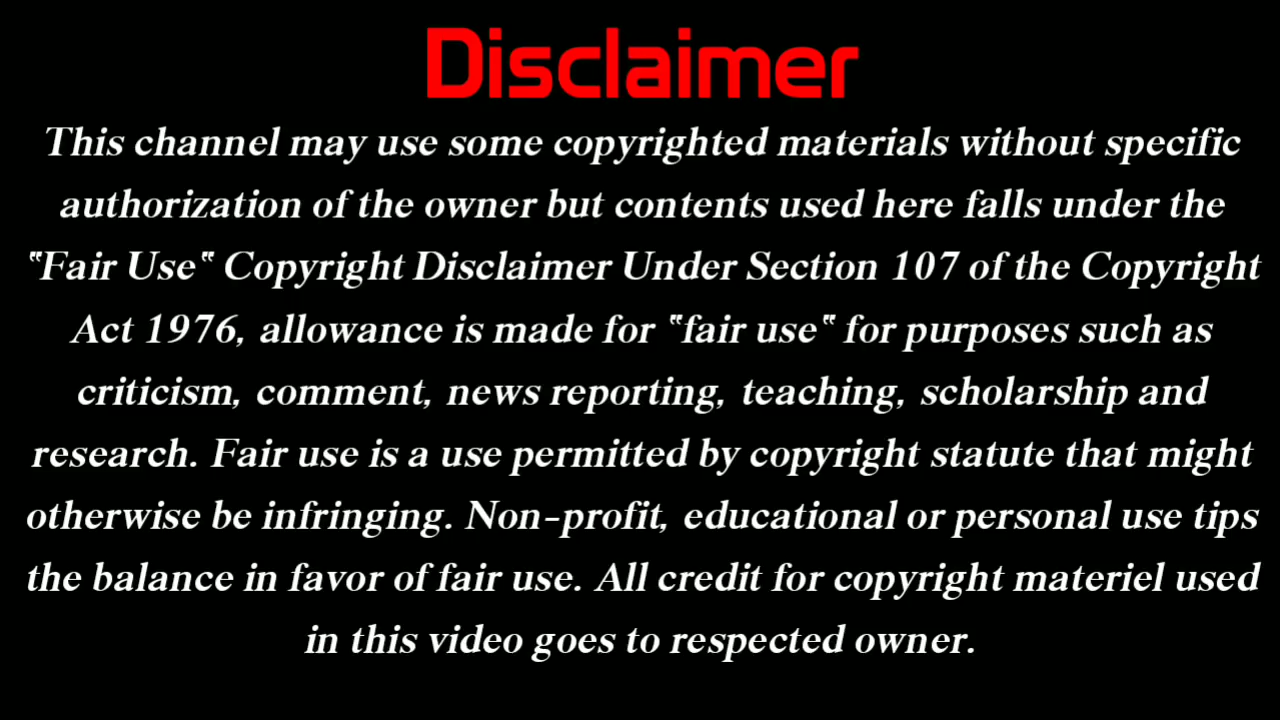 Disclaimer
This channel may use some copyrighted materials without specific
authorization of the owner but contents used here falls under the
“Fair Use“ Copyright Disclaimer Under Section 107 of the Copyright
Act 1976, allowance is made for “fair use“ for purposes such as
criticism, comment, news reporting, teaching, scholarship and
research. Fair use is a use permitted by copyright statute that might
otherwise be infringing. Non-profit, educational or personal use tips
the balance in favor of fair use. All credit for copyright materiel used
in this video goes to respected owner.